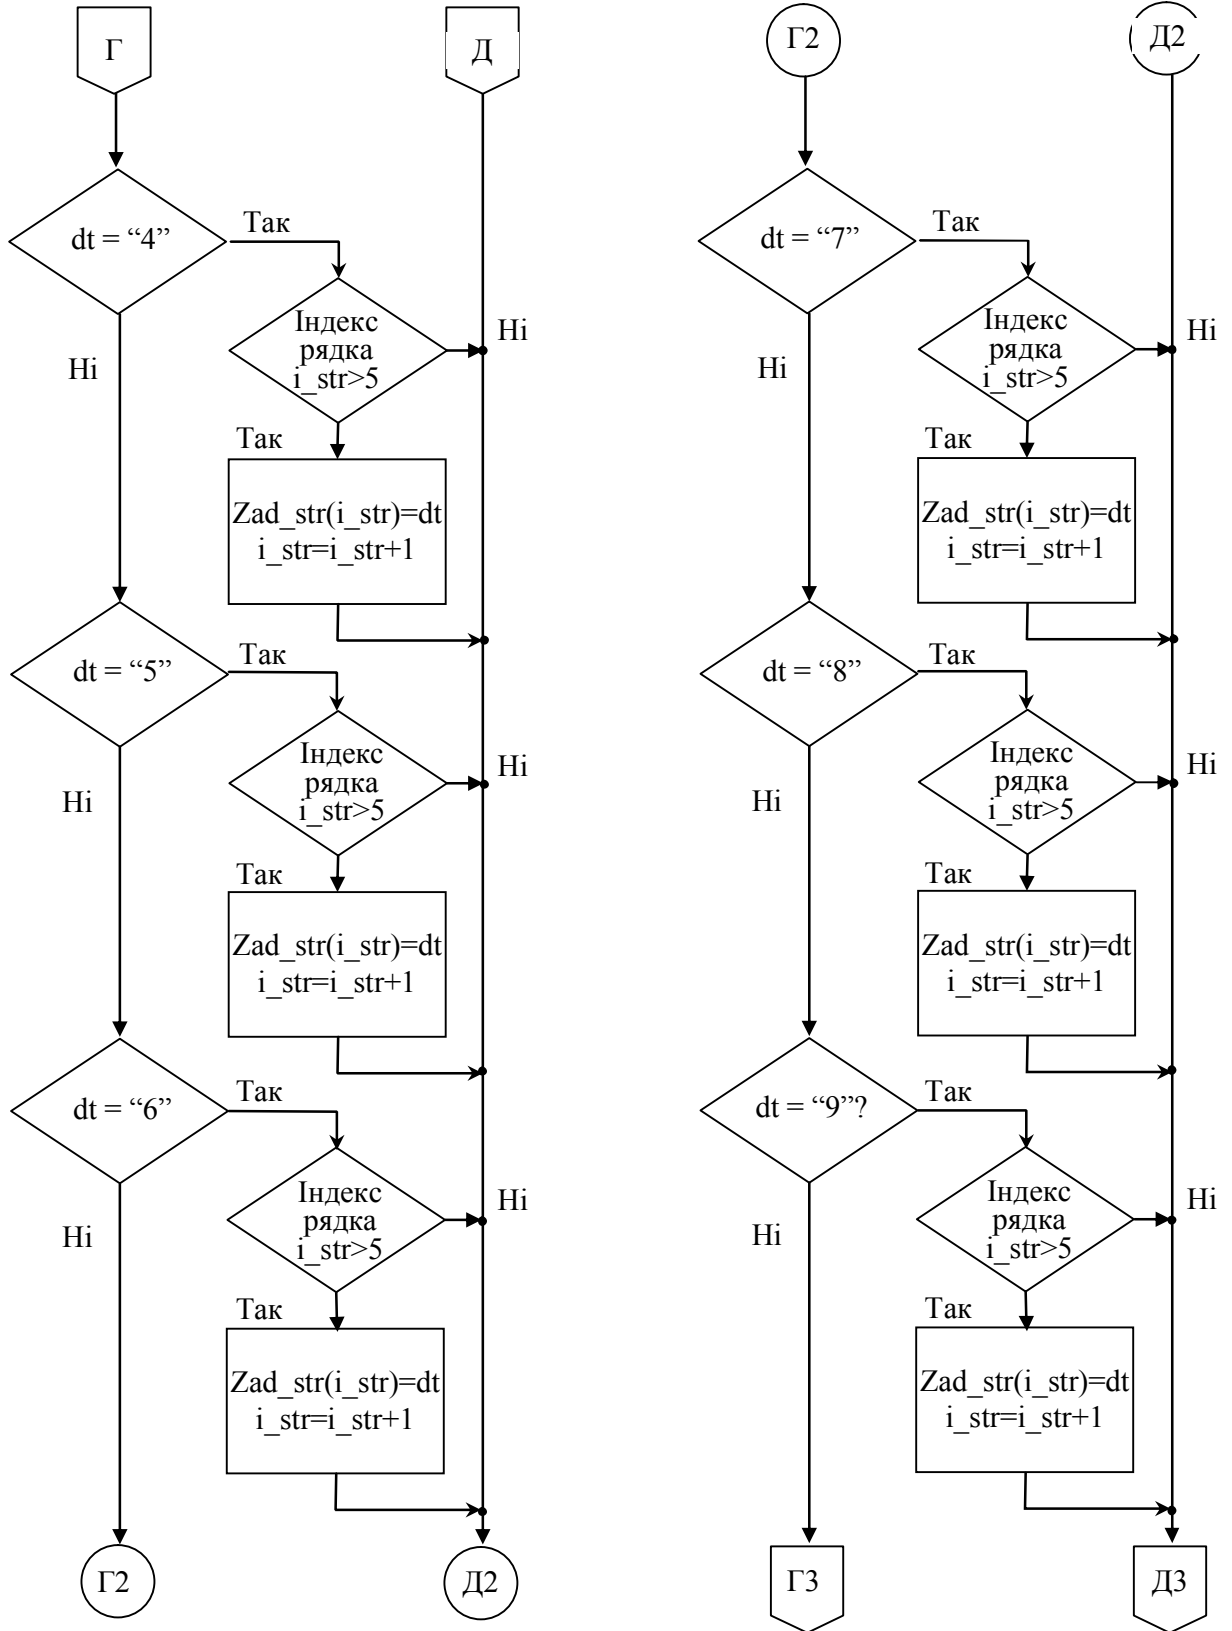 Г
Д
dt = “4”
Так
Індекс
рядка
i_str>5
Ні
Ні
Так
Zad_str(i_str)=dt
i_str=i_str+1
dt = “5”
Так
Індекс
рядка
i_str>5
Ні
Ні
Так
Zad_str(i_str)=dt
i_str=i_str+1
dt = “6”
Так
Індекс
рядка
i_str>5
Ні
Ні
Так
Zad_str(i_str)=dt
i_str=i_str+1
Г2
Д2
Г2
Д2
dt = “7”
Так
Індекс
рядка
i_str>5
Ні
Ні
Так
Zad_str(i_str)=dt
i_str=i_str+1
dt = “8”
Так
Індекс
рядка
i_str>5
Ні
Ні
Так
Zad_str(i_str)=dt
i_str=i_str+1
dt = “9”?
Так
Індекс
рядка
i_str>5
Ні
Ні
Так
Zad_str(i_str)=dt
i_str=i_str+1
Г3
Д3